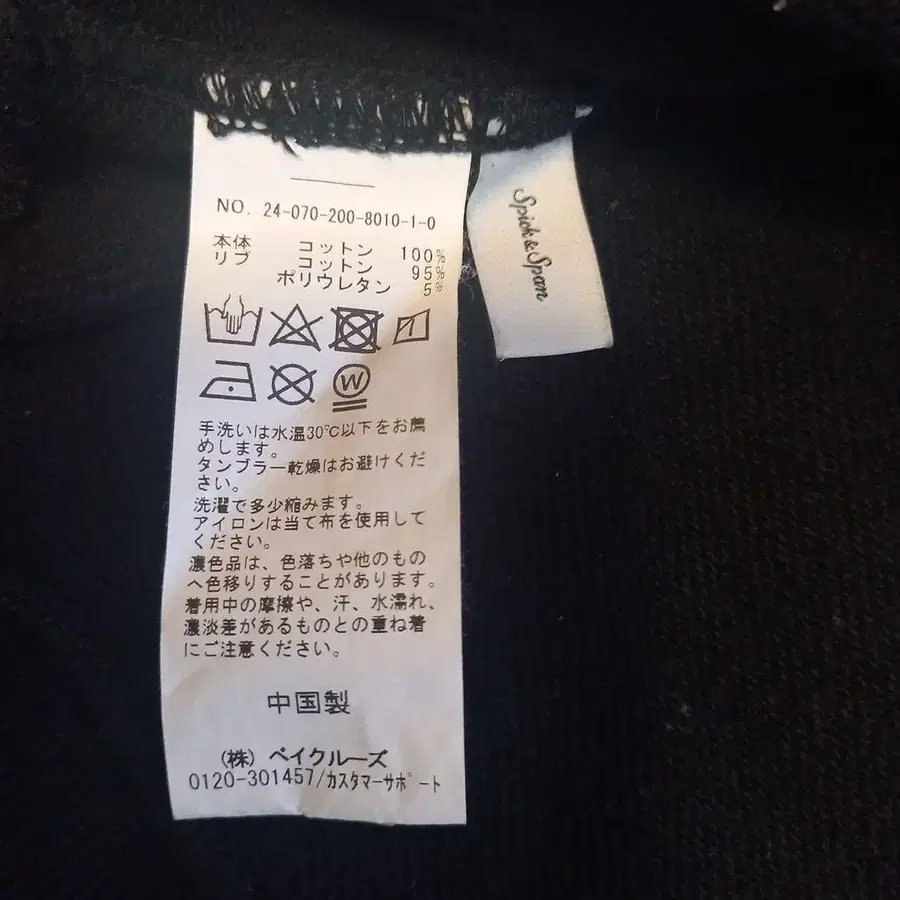 NO. 24-070-200-8010-1-0
本体 コットン 100%
リブ コットン 95%
ポリウレタン 5%
W
手洗いは水温30℃以下をお薦
めします。
タンブラー乾燥はお避けくだ
さい。
洗濯で多少縮みます。
アイロンは当て布を使用して
ください。
濃色品は、色落ちや他のもの
へ色移りすることがあります。
着用中の摩擦や、汗、水濡れ、
濃淡差があるものとの重ね着
にご注意ください。
中国製
(株) ベイクルーズ
0120-301457/カスタマーサポート
Spick&Span